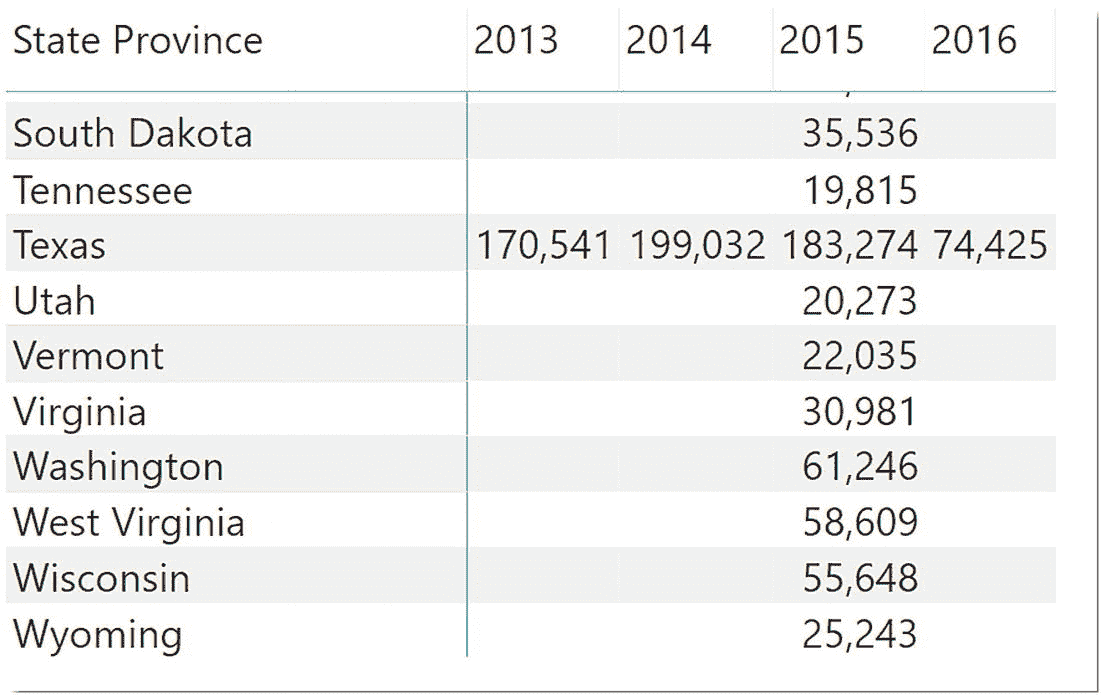 State Province 2013 2014 2015 2016
South Dakota 35,536
Tennessee 19,815
Texas 170,541 199,032 183,274 74,425
Utah 20,273
Vermont 22,035
Virginia 30,981
Washington 61,246
West Virginia 58,609
Wisconsin 55,648
Wyoming 25,243